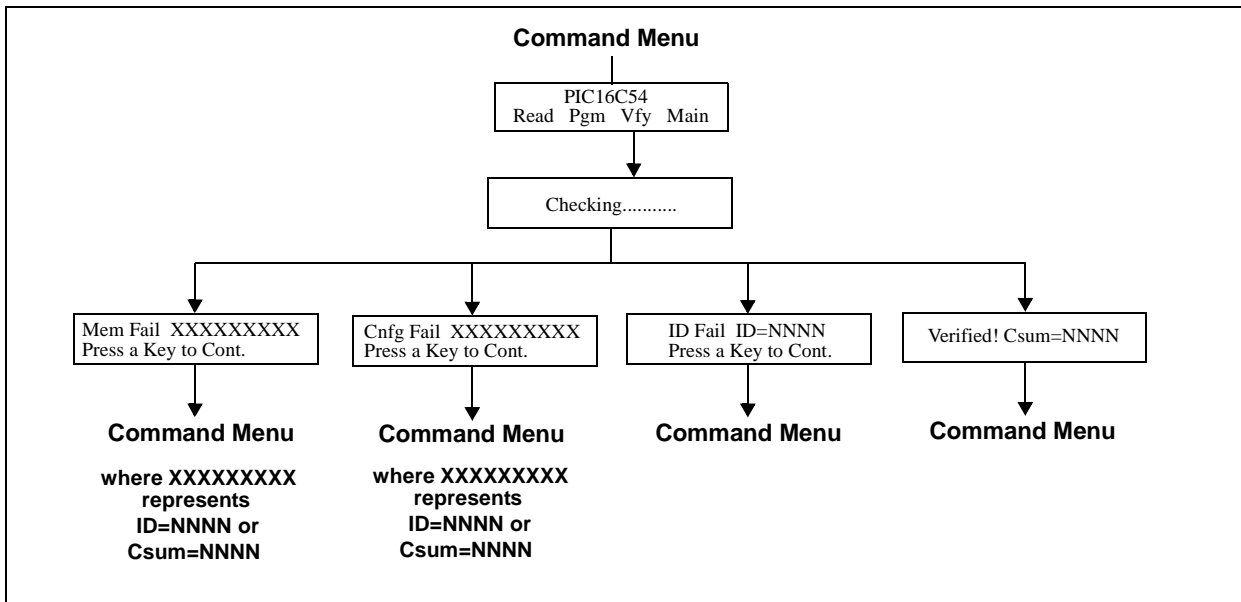 Command Menu
PIC16C54
Read Pgm Vfy Main
Checking...........
Mem Fail XXXXXXXXX
Press a Key to Cont.
Cnfg Fail XXXXXXXXX
Press a Key to Cont.
ID Fail ID=NNNN
Press a Key to Cont.
Verified! Csum=NNNN
Command Menu
where XXXXXXXXX
represents
ID=NNNN or
Csum=NNNN
Command Menu
where XXXXXXXXX
represents
ID=NNNN or
Csum=NNNN
Command Menu
Command Menu